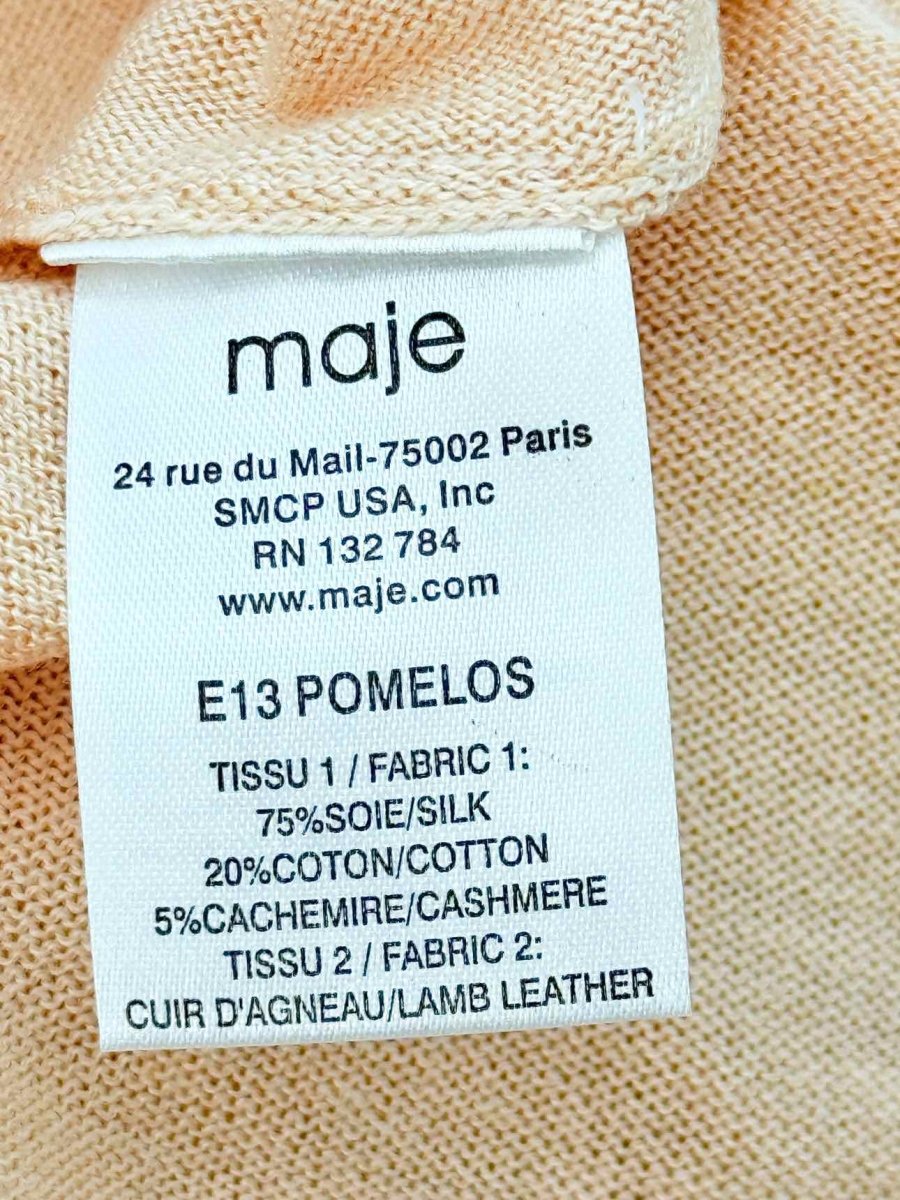 maje
24 rue du Mail-75002 Paris
SMCP USA, Inc
RN 132 784
www.maje.com
E13 POMELOS
TISSU 1 / FABRIC 1:
75%SOIE/SILK
20%COTON/COTTON
5%CACHEMIRE/CASHMERE
TISSU 2 / FABRIC 2:
CUIR D'AGNEAU/LAMB LEATHER